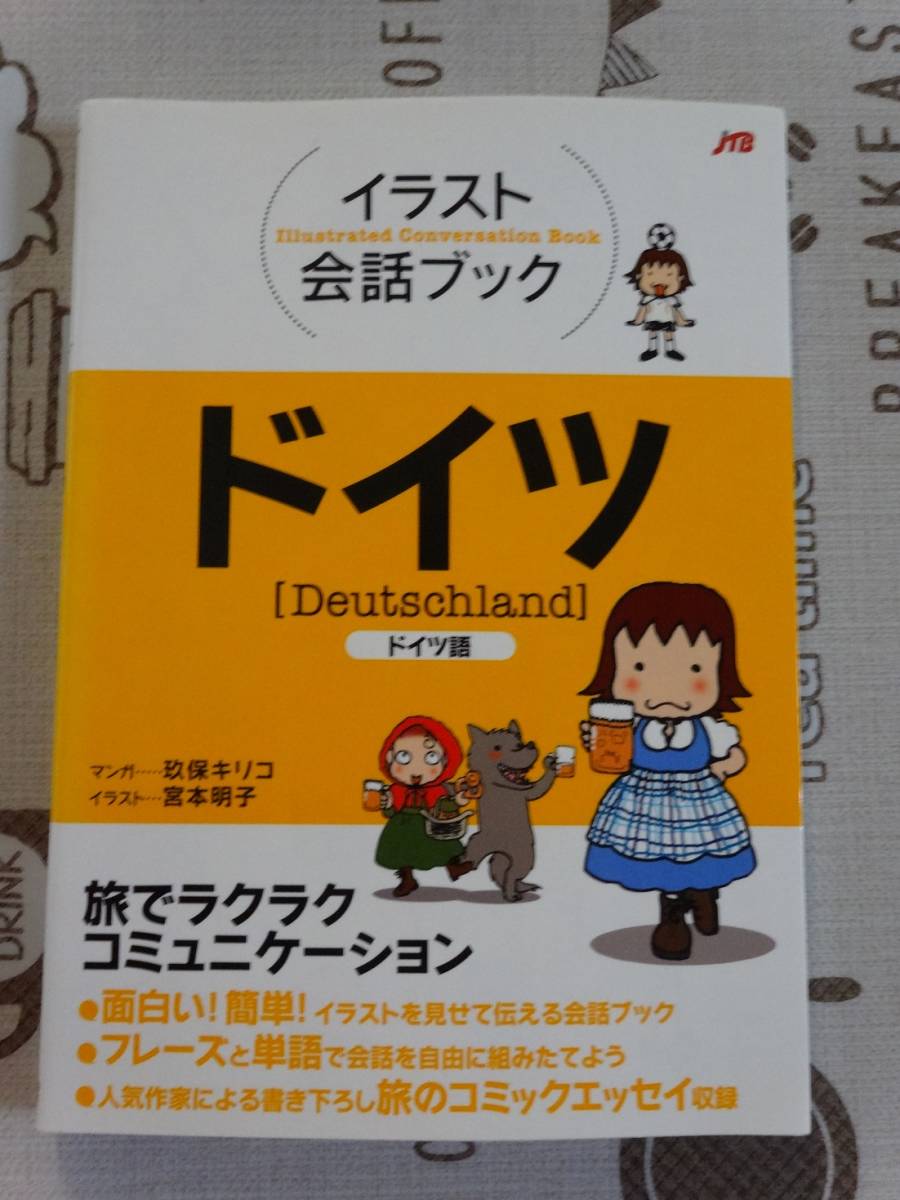 JTB
イラスト
Illustrated Conversation Book
会話ブック
ドイツ
[Deutschland]
ドイツ語
マンガ‥‥‥玖保キリコ
イラスト‥‥宮本明子
旅でラクラク
コミュニケーション
●面白い!簡単!イラストを見せて伝える会話ブック
●フレーズと単語で会話を自由に組みたてよう
●人気作家による書き下ろし旅のコミックエッセイ収録
OF
BREAKFAS
DRINK